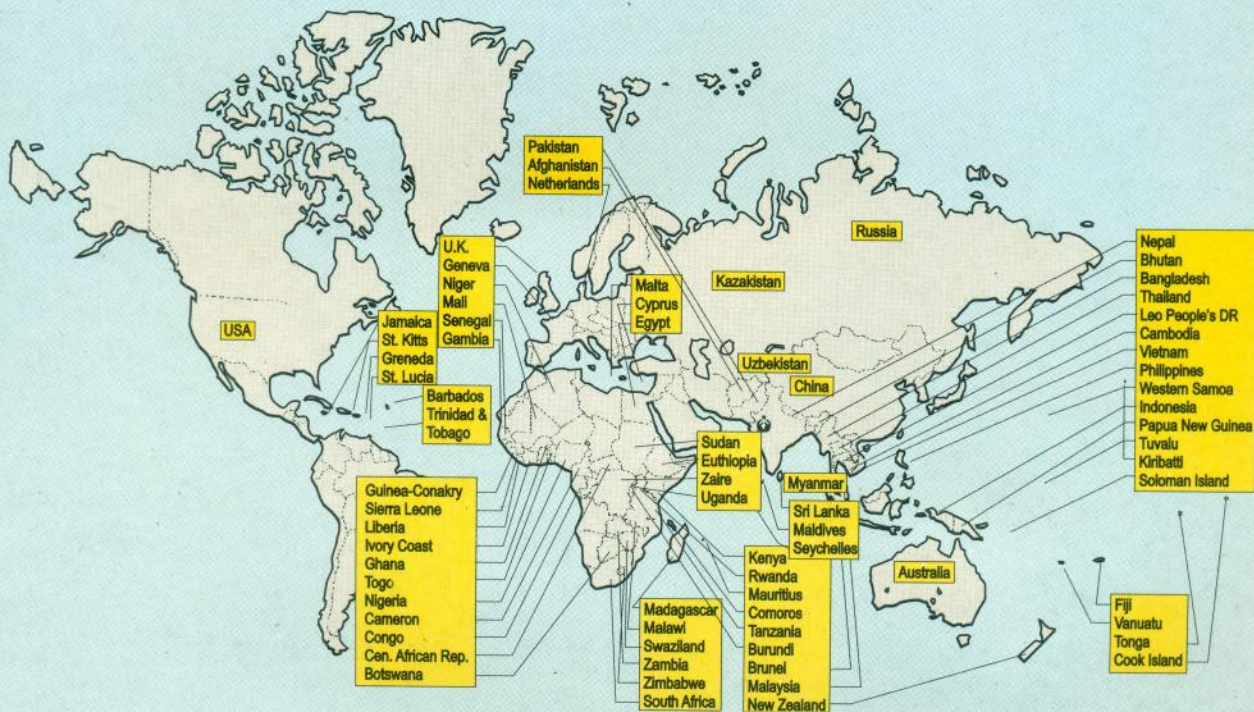 Pakistan
Afghanistan
Netherlands
Russia
U.K.
Geneva
Niger
Mali
Senegal
Gambia
Malta
Cyprus
Egypt
Kazakistan
Nepal
Bhutan
Bangladesh
Thailand
Leo People's DR
Cambodia
Vietnam
Philippines
Western Samoa
Indonesia
Papua New Guinea
Tuvalu
Kiribatti
Soloman Island
USA
Jamaica
St. Kitts
Greneda
St. Lucia
Uzbekistan
China
Barbados
Trinidad &
Tobago
Sudan
Euthiopia
Zaire
Uganda
Myanmar
Guinea-Conakry
Sierra Leone
Liberia
Ivory Coast
Ghana
Togo
Nigeria
Cameron
Congo
Cen. African Rep.
Botswana
Sri Lanka
Maldives
Seychelles
Kenya
Rwanda
Mauritius
Comoros
Tanzania
Burundi
Brunei
Malaysia
New Zealand
Australia
Madagascar
Malawi
Swaziland
Zambia
Zimbabwe
South Africa
Fiji
Vanuatu
Tonga
Cook Island